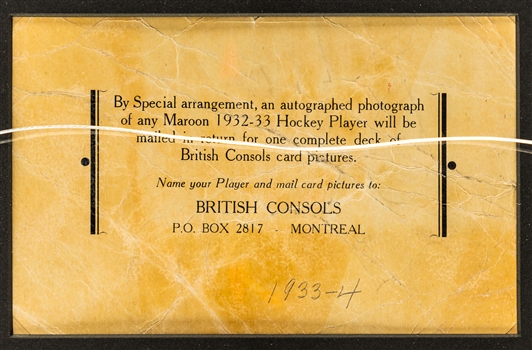 By Special arrangement, an autographed photograph
of any Maroon 1932-33 Hockey Player will be
mailed in return for one complete deck of
British Consols card pictures.
Name your Player and mail card pictures to:
BRITISH CONSOLS
P.O. BOX 2817 - MONTREAL
1933-4